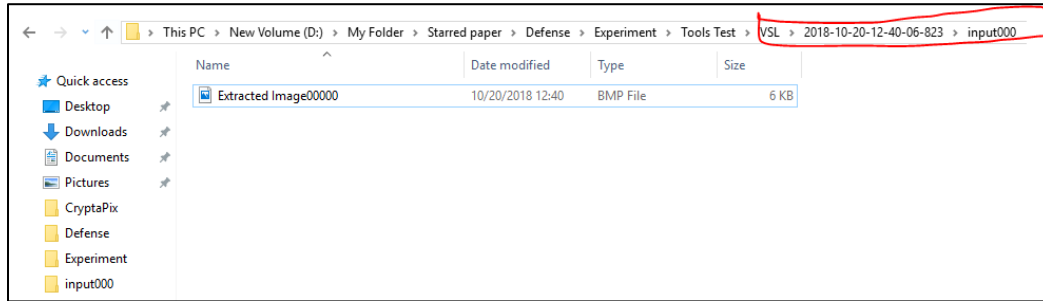 This PC > New Volume (D:) > My Folder > Starred paper > Defense > Experiment > Tools Test > VSL > 2018-10-20-12-40-06-823 > input000
Name Date modified Type Size
Quick access
Extracted Image00000 10/20/2018 12:40 BMP File 6 KB
Desktop
Downloads
Documents
Pictures
CryptaPix
Defense
Experiment
input000